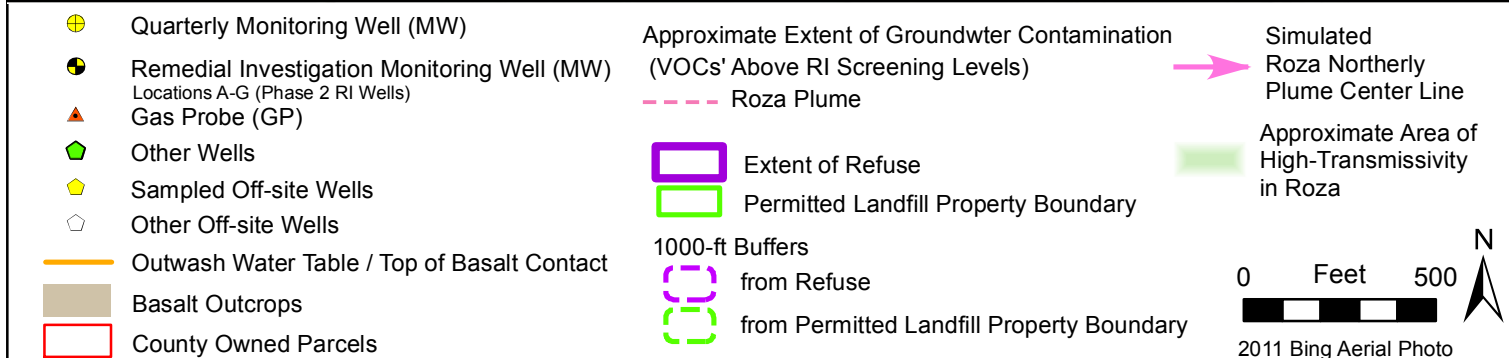 Quarterly Monitoring Well (MW)
Remedial Investigation Monitoring Well (MW)
Locations A-G (Phase 2 RI Wells)
Gas Probe (GP)
Other Wells
Sampled Off-site Wells
Other Off-site Wells
Outwash Water Table / Top of Basalt Contact
Basalt Outcrops
County Owned Parcels
Approximate Extent of Groundwter Contamination
(VOCs' Above RI Screening Levels)
Roza Plume
Extent of Refuse
Permitted Landfill Property Boundary
1000-ft Buffers
from Refuse
from Permitted Landfill Property Boundary
Simulated
Roza Northerly
Plume Center Line
Approximate Area of
High-Transmissivity
in Roza
N
0 Feet 500
2011 Bing Aerial Photo